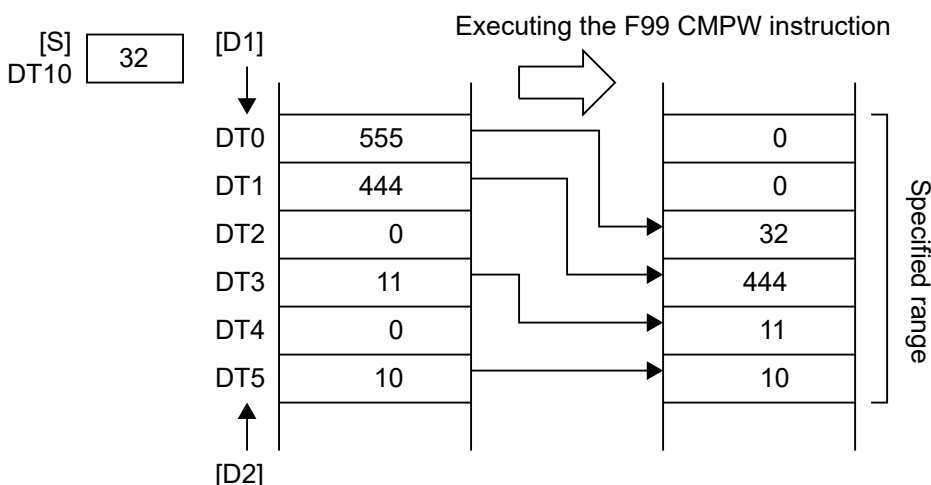 Executing the F99 CMPW instruction
[S]
DT10
32
[D1]
DT0 555 0
DT1 444 0
DT2 0 32
DT3 11 444
DT4 0 11
DT5 10 10
[D2]
Specified range